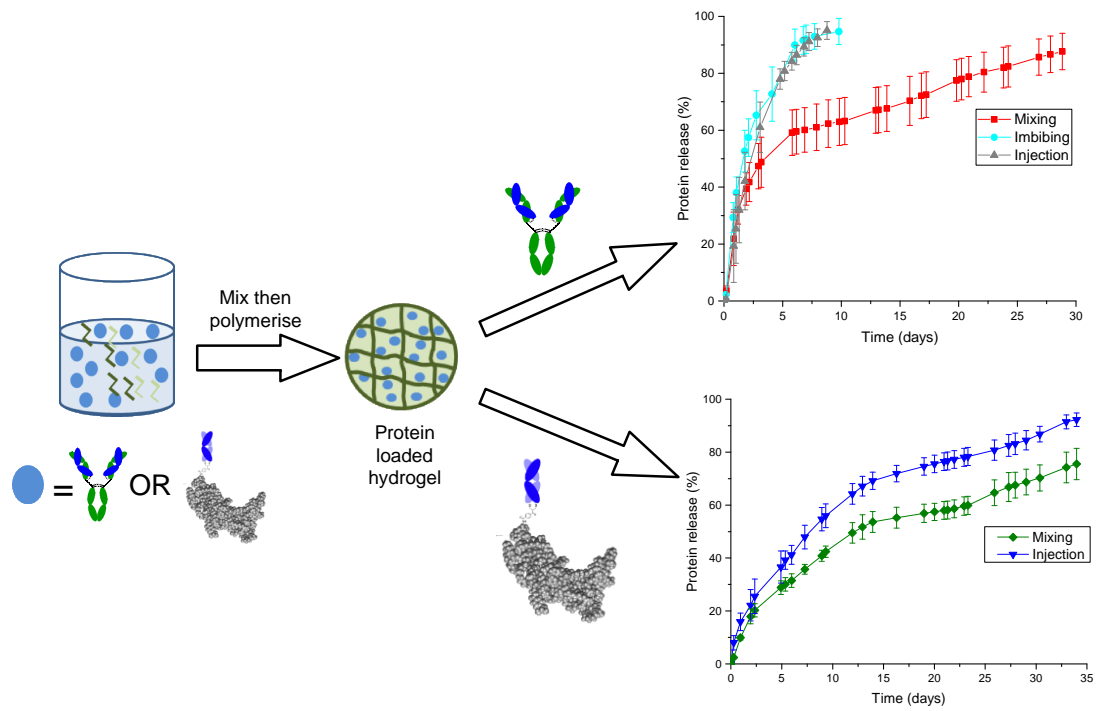 Mix then
polymerise
= OR
Protein
loaded
hydrogel
100
80
60
40
20
0
Protein release (%)
Mixing
Imbibing
Injection
0 5 10 15 20 25 30
Time (days)
100
80
60
40
20
0
Protein release (%)
Mixing
Injection
0 5 10 15 20 25 30 35
Time (days)